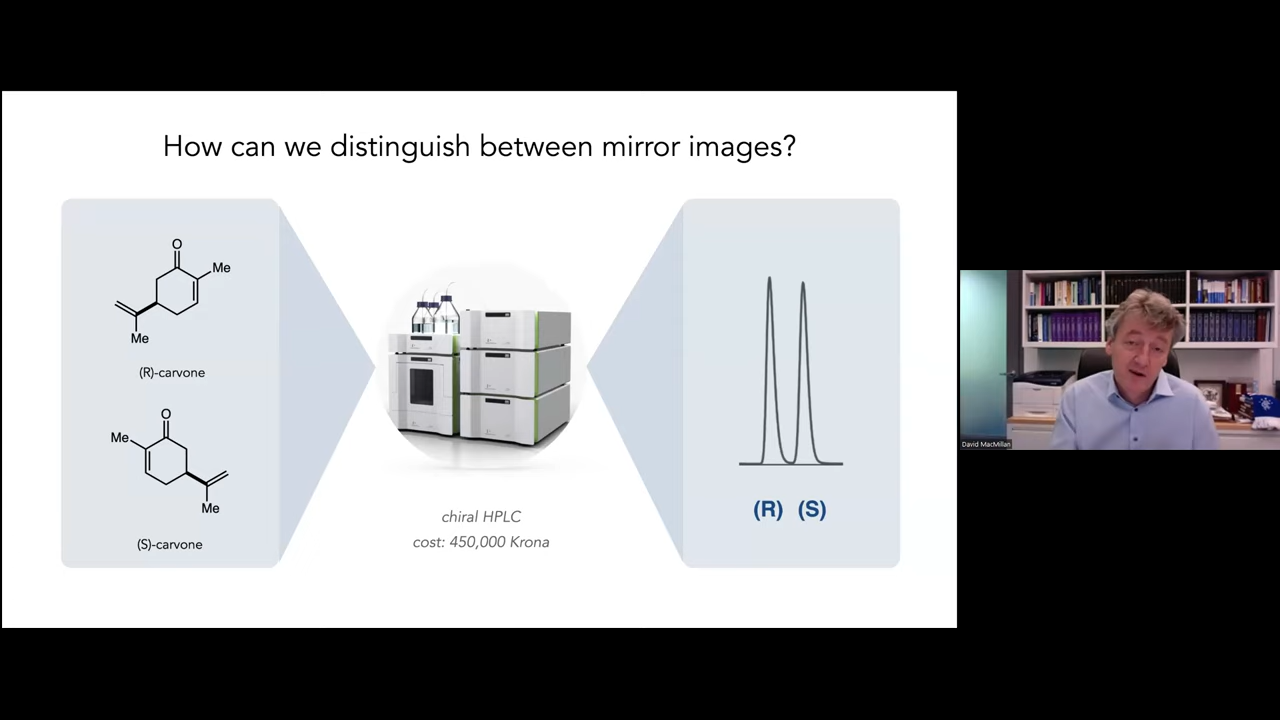 How can we distinguish between mirror images?
O
Me
Me
(R)-carvone
O
Me
Me
(S)-carvone
chiral HPLC
cost: 450,000 Krona
(R) (S)
David MacMillan